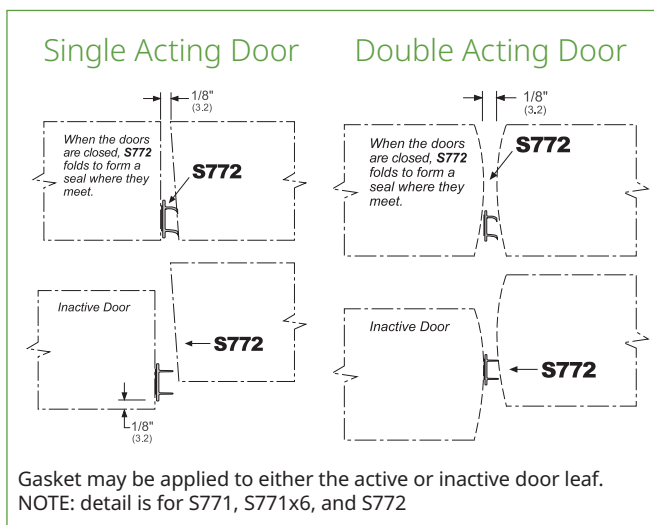 Single Acting Door
1/8"
(3.2)
When the doors
are closed, S772
folds to form a
seal where they
meet.
S772
Inactive Door
S772
1/8"
(3.2)
Double Acting Door
1/8"
(3.2)
When the doors
are closed, S772
folds to form a
seal where they
meet.
S772
Inactive Door
S772
Gasket may be applied to either the active or inactive door leaf.
NOTE: detail is for S771, S771x6, and S772